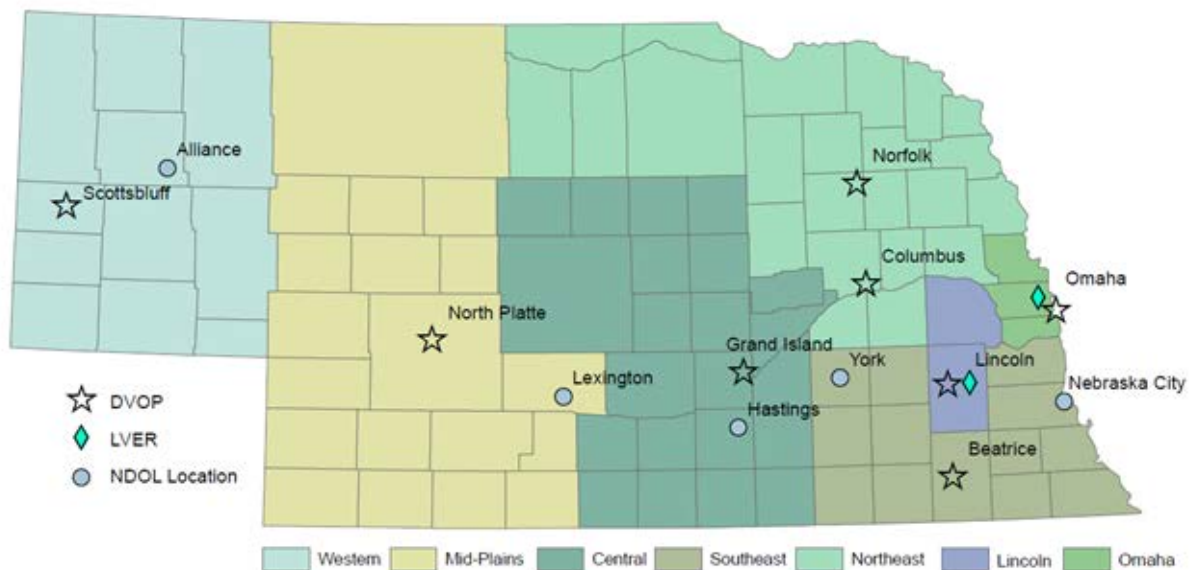 Alliance
Scottsbluff
Norfolk
Columbus
Omaha
North Platte
Grand Island
York
Lincoln
Lexington
Nebraska City
Hastings
Beatrice
DVOP
LVER
NDOL Location
Western Mid-Plains Central Southeast Northeast Lincoln Omaha